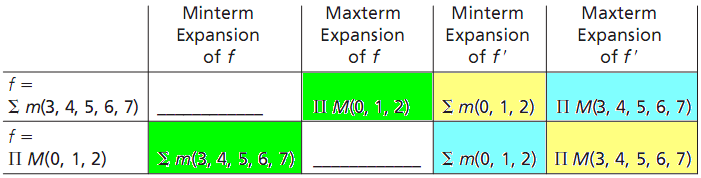 Minterm Maxterm Minterm Maxterm
Expansion Expansion Expansion Expansion
of f of f of f ′ of f ′
f =
Σ m(3, 4, 5, 6, 7) ____________ Π M(0, 1, 2) Σ m(0, 1, 2) Π M(3, 4, 5, 6, 7)
f =
Π M(0, 1, 2) Σ m(3, 4, 5, 6, 7) ____________ Σ m(0, 1, 2) Π M(3, 4, 5, 6, 7)